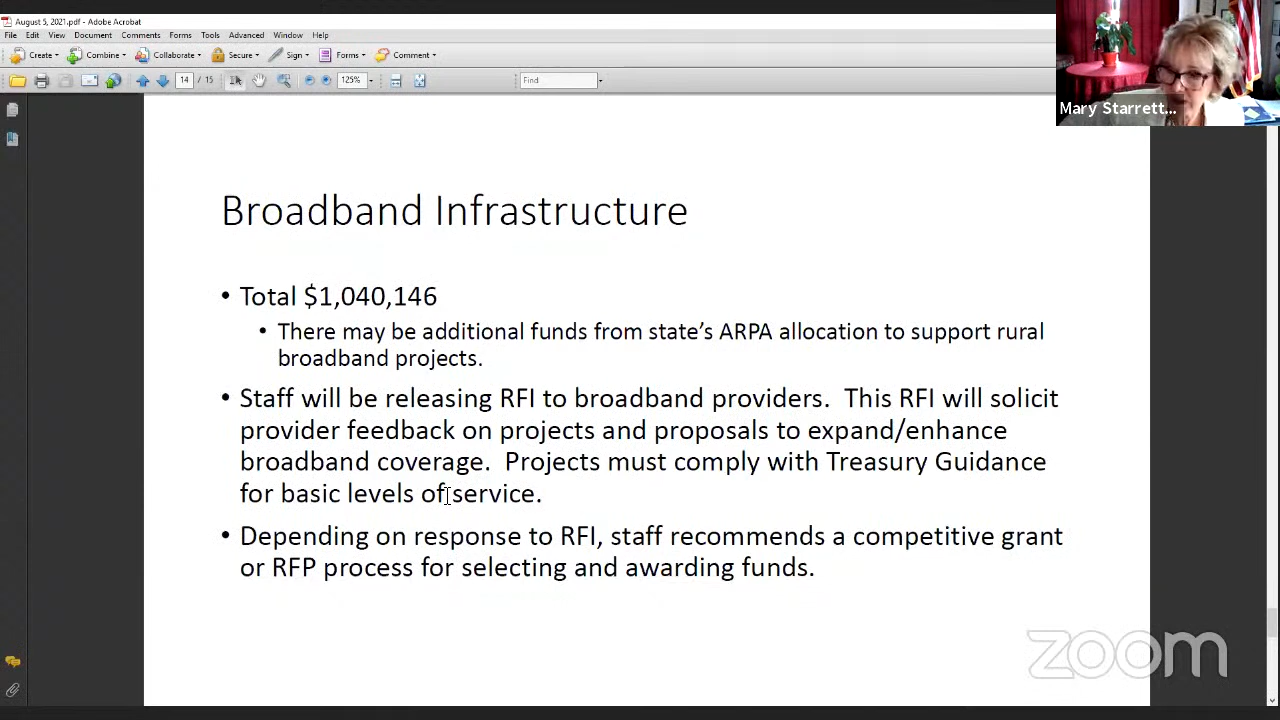 August 5, 2021.pdf - Adobe Acrobat
File Edit View Document Comments Forms Tools Advanced Window Help
Create Combine Collaborate Secure Sign Forms Comment
14 / 15 125% Find
Mary Starrett...
Broadband Infrastructure
• Total $1,040,146
• There may be additional funds from state's ARPA allocation to support rural
broadband projects.
• Staff will be releasing RFI to broadband providers. This RFI will solicit
provider feedback on projects and proposals to expand/enhance
broadband coverage. Projects must comply with Treasury Guidance
for basic levels of service.
• Depending on response to RFI, staff recommends a competitive grant
or RFP process for selecting and awarding funds.
zoom